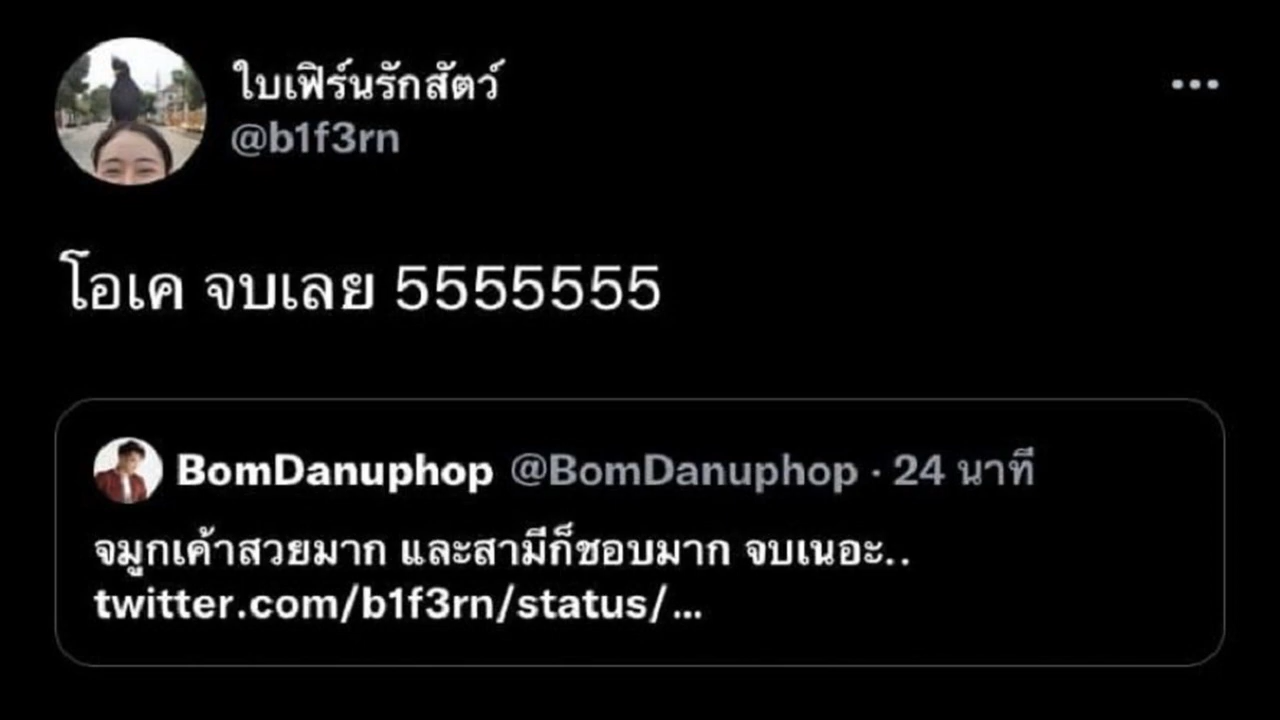 ใบเฟิร์นรักสัตว์
@b1f3rn
โอเค จบเลย 5555555
BomDanuphop @BomDanuphop · 24 นาที
จมูกเค้าสวยมาก และสามีก็ชอบมาก จบเนอะ..
twitter.com/b1f3rn/status/...